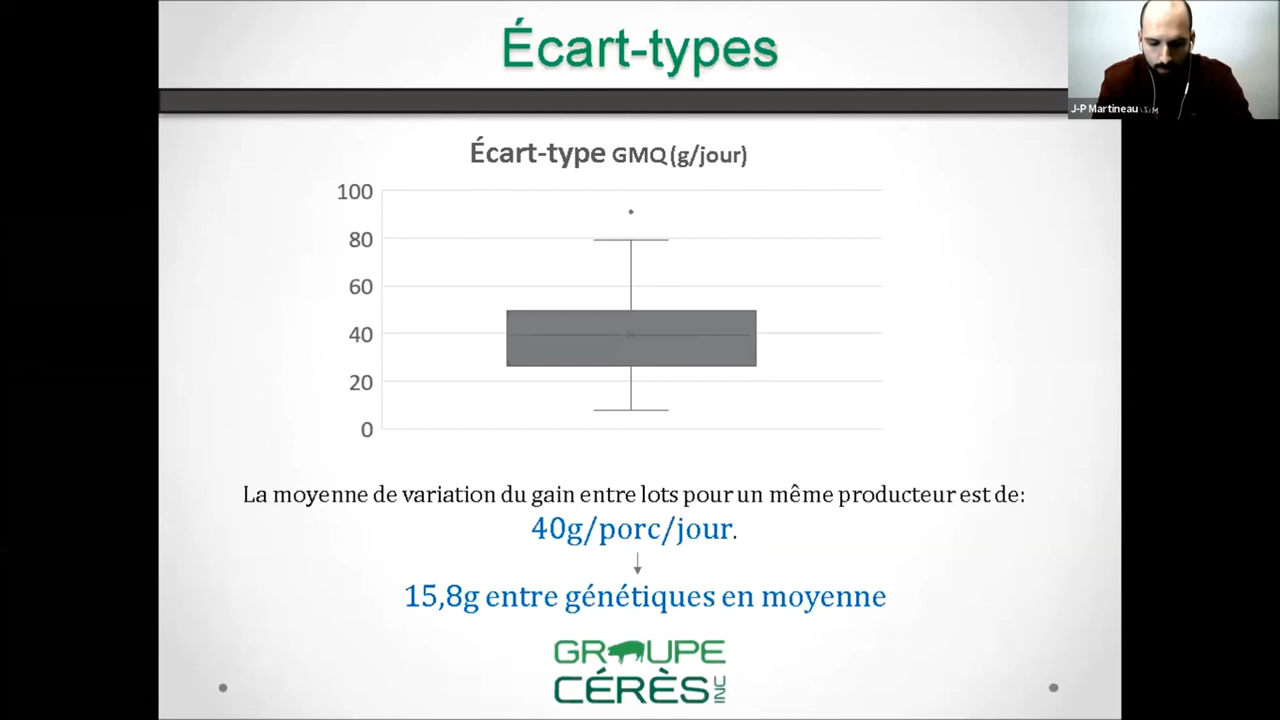 Écart-types
J-P Martineau
Écart-type GMQ (g/jour)
100
80
60
40
20
0
La moyenne de variation du gain entre lots pour un même producteur est de:
40g/porc/jour.
15,8g entre génétiques en moyenne
GROUPE
CÉRÈS INC